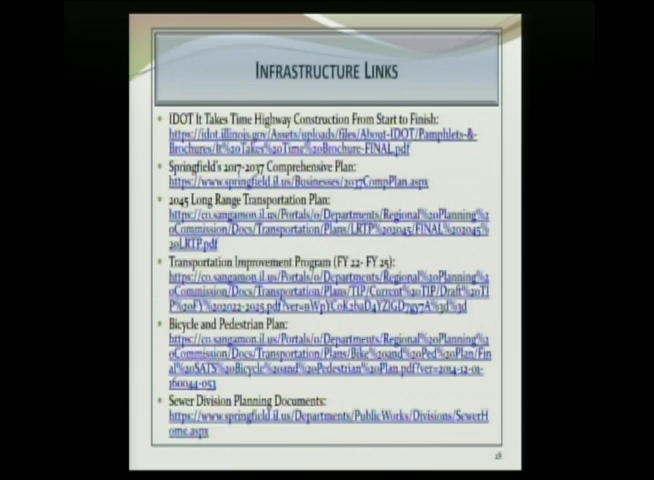 INFRASTRUCTURE LINKS
IDOT It Takes Time Highway Construction From Start to Finish:
https://idot.illinois.gov/Assets/uploads/files/About-IDOT/Pamphlets-&-
Brochures/It%20Takes%20Time%20Brochure-FINAL.pdf
Springfield's 2017-2037 Comprehensive Plan:
https://www.springfield.il.us/Businesses/2037CompPlan.aspx
2045 Long Range Transportation Plan:
https://co.sangamon.il.us/Portals/0/Departments/Regional%20Planning%2
0Commission/Docs/Transportation/Plans/LRTP%202045/FINAL%202045%
20LRTP.pdf
Transportation Improvement Program (FY 22- FY 25):
https://co.sangamon.il.us/Portals/0/Departments/Regional%20Planning%2
0Commission/Docs/Transportation/Plans/TIP/Current%20TIP/Draft%20TI
Bicycle and Pedestrian Plan:
https://co.sangamon.il.us/Portals/0/Departments/Regional%20Planning%2
0Commission/Docs/Transportation/Plans/Bike%20and%20Ped%20Plan/Fin
al%20SATS%20Bicycle%20and%20Pedestrian%20Plan.pdf?ver=2014-12-01-
160044-053
Sewer Division Planning Documents:
https://www.springfield.il.us/Departments/PublicWorks/Divisions/SewerH
ome.aspx
28